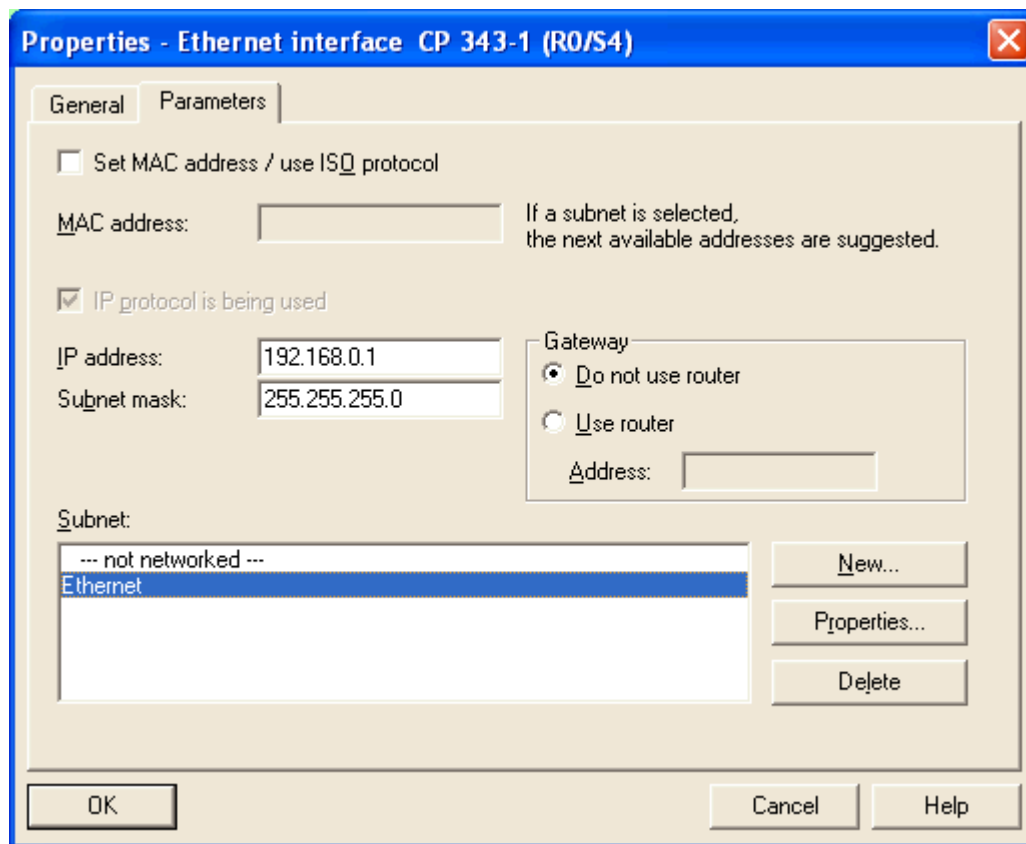 Properties - Ethernet interface  CP 343-1 (R0/S4)
General
Parameters
Set MAC address / use ISO protocol
MAC address:
If a subnet is selected,
the next available addresses are suggested.
IP protocol is being used
IP address:
192.168.0.1
Subnet mask:
255.255.255.0
Gateway
Do not use router
Use router
Address:
Subnet:
--- not networked ---
Ethernet
New...
Properties...
Delete
OK
Cancel
Help